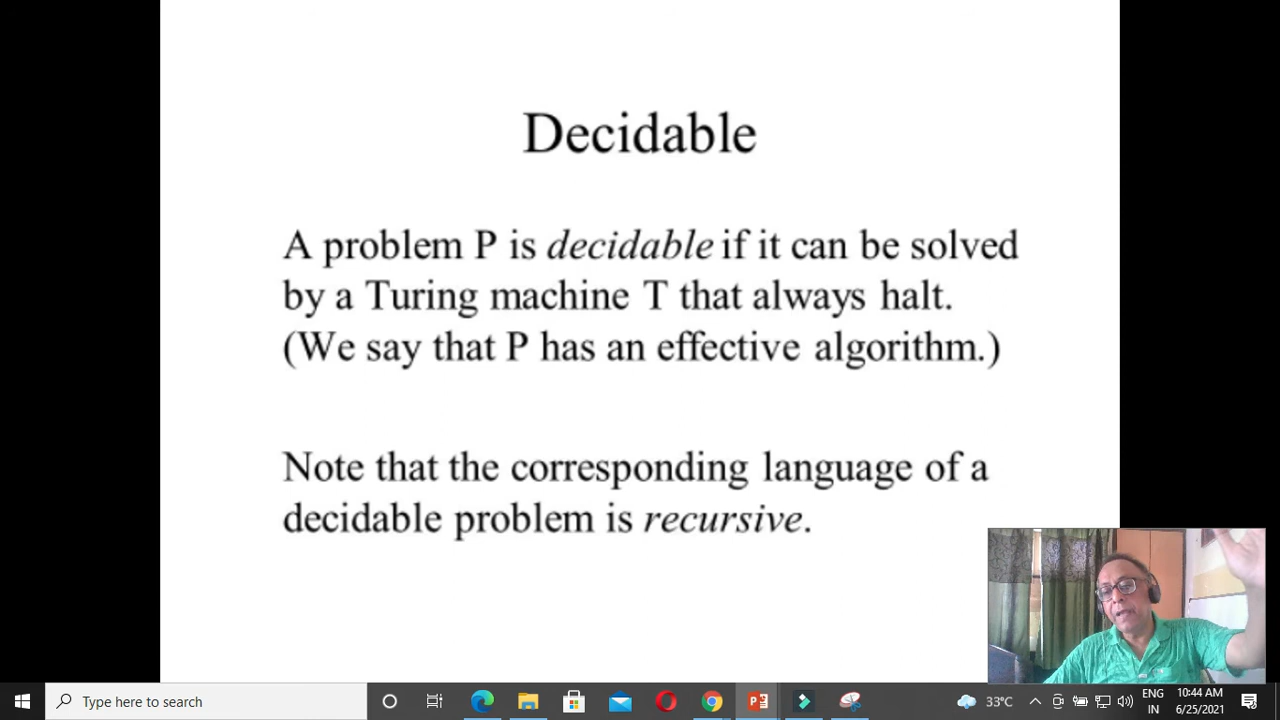 Decidable
A problem P is decidable if it can be solved
by a Turing machine T that always halt.
(We say that P has an effective algorithm.)
Note that the corresponding language of a
decidable problem is recursive.
Type here to search
33°C
ENG
IN
10:44 AM
6/25/2021